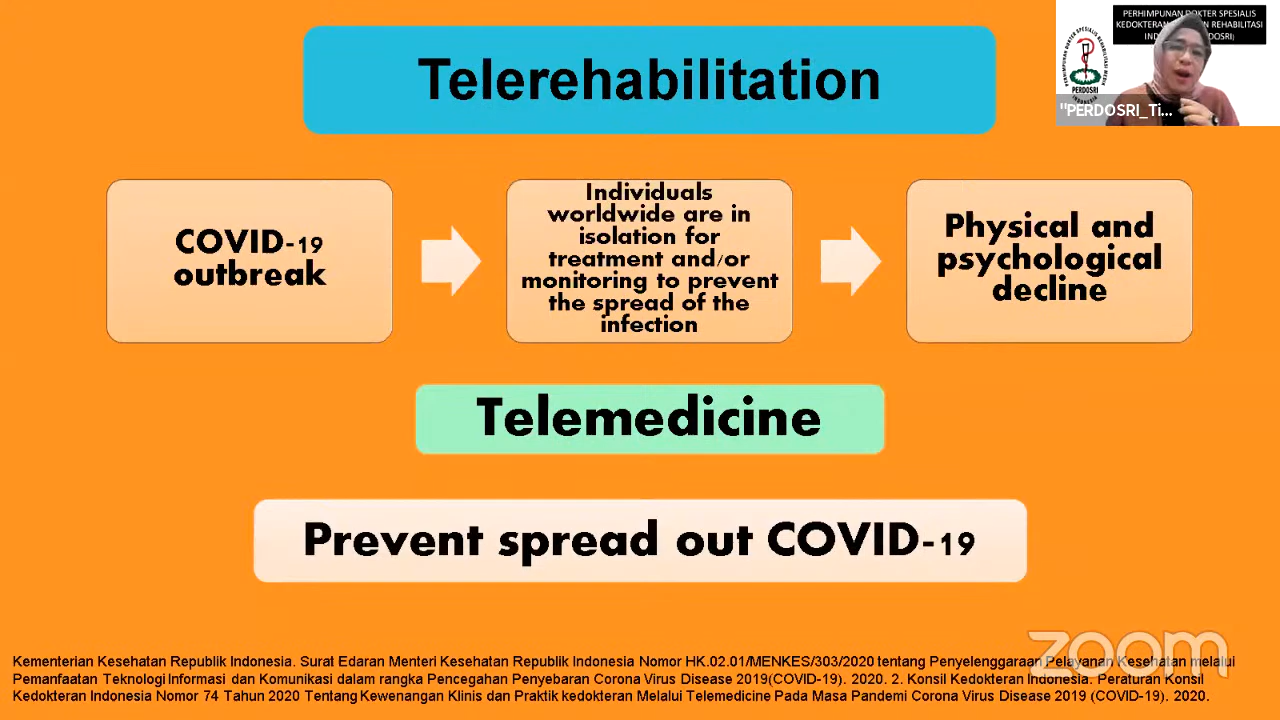 Telerehabilitation
PERHIMPUNAN DOKTER SPESIALIS
KEDOKTERAN
REHABILITASI
PERDOSRI
INDONESIA
"PERDOSRI_Ti...
COVID-19
outbreak
Individuals
worldwide are in
isolation for
treatment and/or
monitoring to prevent
the spread of the
infection
Physical and
psychological
decline
Telemedicine
Prevent spread out COVID-19
zoom
Kementerian Kesehatan Republik Indonesia. Surat Edaran Menteri Kesehatan Republik Indonesia Nomor HK.02.01/MENKES/303/2020 tentang Penyelenggaraan Pelayanan Kesehatan melalui
Pemanfaatan Teknologi Informasi dan Komunikasi dalam rangka Pencegahan Penyebaran Corona Virus Disease 2019(COVID-19). 2020. 2. Konsil Kedokteran Indonesia. Peraturan Konsil
Kedokteran Indonesia Nomor 74 Tahun 2020 Tentang Kewenangan Klinis dan Praktik kedokteran Melalui Telemedicine Pada Masa Pandemi Corona Virus Disease 2019 (COVID-19). 2020.